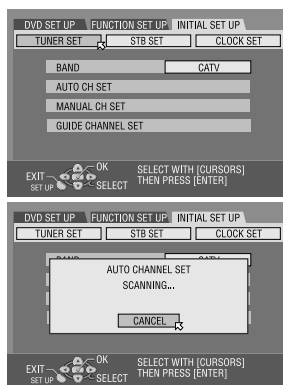 DVD SET UP FUNCTION SET UP INITIAL SET UP
TUNER SET STB SET CLOCK SET
BAND CATV
AUTO CH SET
MANUAL CH SET
GUIDE CHANNEL SET
OK
EXIT
SET UP
SELECT
SELECT WITH [CURSORS]
THEN PRESS [ENTER]
DVD SET UP FUNCTION SET UP INITIAL SET UP
TUNER SET STB SET CLOCK SET
BAND CATV
AUTO CHANNEL SET
SCANNING...
CANCEL
OK
EXIT
SET UP
SELECT
SELECT WITH [CURSORS]
THEN PRESS [ENTER]